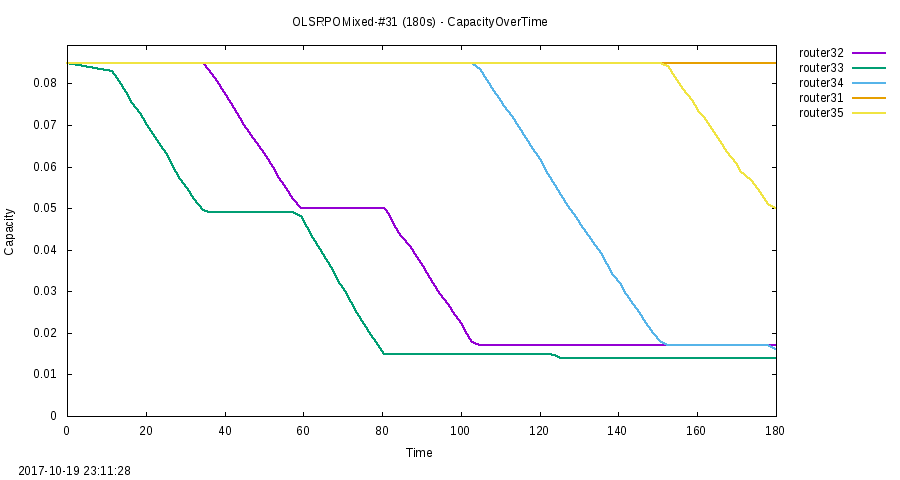 OLSRPOMixed-#31 (180s) - CapacityOverTime
router32
router33
router34
router31
router35
0.08
0.07
0.06
0.05
0.04
0.03
0.02
0.01
0
Capacity
0 20 40 60 80 100 120 140 160 180
Time
2017-10-19 23:11:28